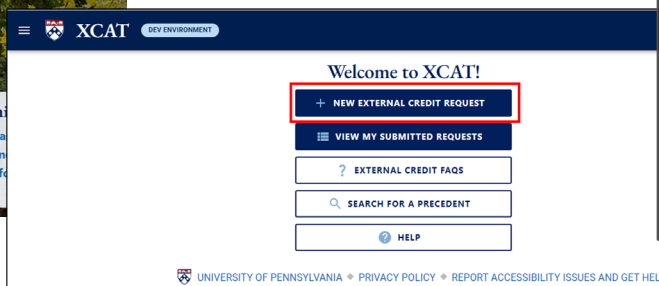 XCAT DEV ENVIRONMENT
Welcome to XCAT!
NEW EXTERNAL CREDIT REQUEST
VIEW MY SUBMITTED REQUESTS
? EXTERNAL CREDIT FAQS
SEARCH FOR A PRECEDENT
? HELP
UNIVERSITY OF PENNSYLVANIA PRIVACY POLICY REPORT ACCESSIBILITY ISSUES AND GET HEL